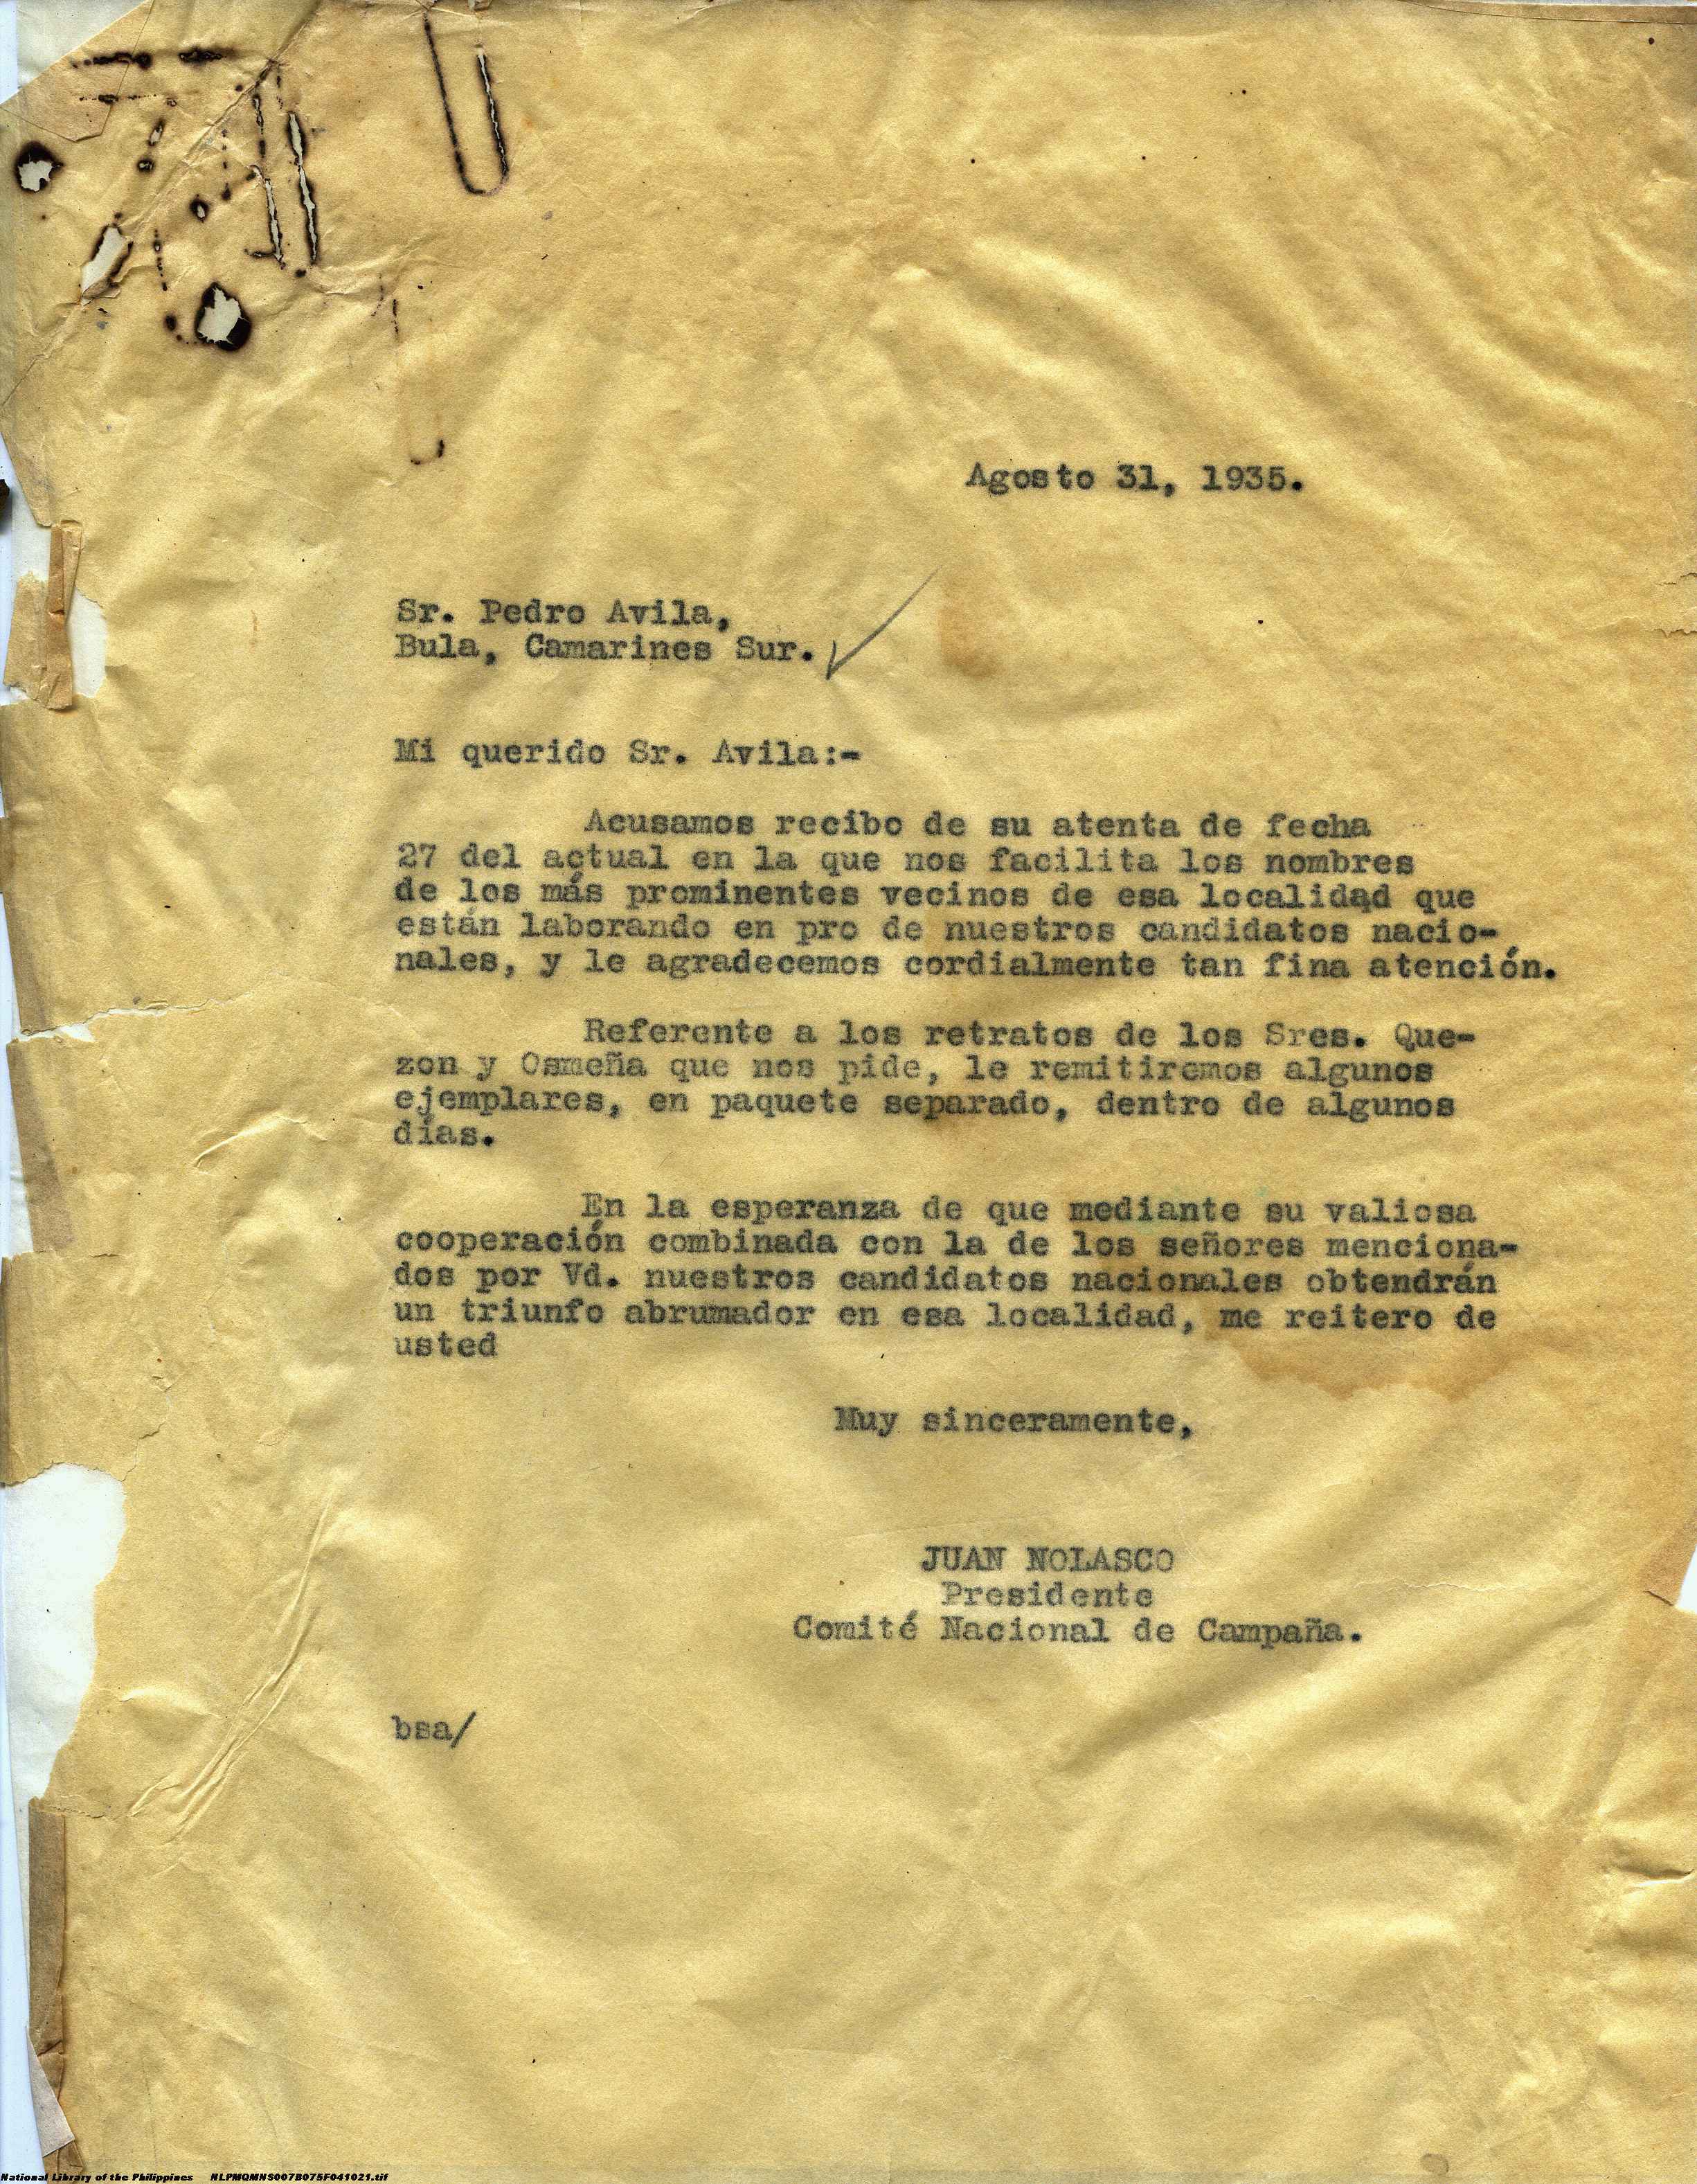 Agosto 31, 1935.
Sr. Pedro Avila,
Bula, Camarines Sur.
Mi querido Sr. Avila:-
Acusamos recibo de su atenta de fecha
27 del actual en la que nos facilita los nombres
de los más prominentes vecinos de esa localidad que
están laborando en pro de nuestros candidatos nacio-
nales, y le agradecemos cordialmente tan fina atención.
Referente a los retratos de los Sres. Que-
zon y Osmeña que nos pide, le remitiremos algunos
ejemplares, en paquete separado, dentro de algunos
días.
En la esperanza de que mediante su valiosa
cooperación combinada con la de los señores menciona-
dos por Vd. nuestros candidatos nacionales obtendrán
un triunfo abrumador en esa localidad, me reitero de
usted
Muy sinceramente,
JUAN NOLASCO
Presidente
Comité Nacional de Campaña.
bsa/
National Library of the Philippines NLPMQMNS007B075F041021.tif